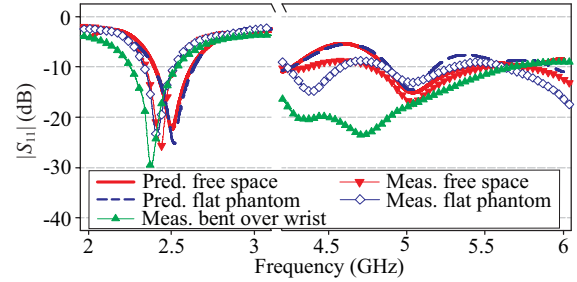 0
-10
-20
-30
-40
|S11| (dB)
Pred. free space
Meas. free space
Pred. flat phantom
Meas. flat phantom
Meas. bent over wrist
2 2.5 3 4.5 5 5.5 6
Frequency (GHz)